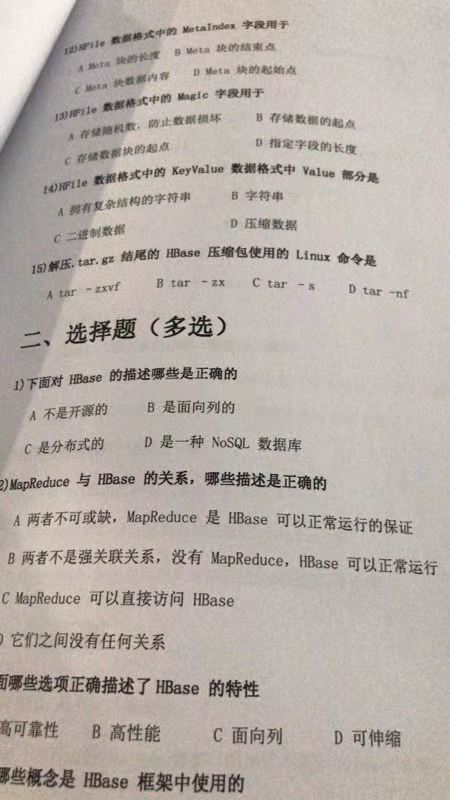 12)HFile 数据格式中的 MetaIndex 字段用于
A Meta 块的长度 B Meta 块的结束点
C Meta 块数据内容 D Meta 块的起始点
13)HFile 数据格式中的 Magic 字段用于
A 存储随机数，防止数据损坏 B 存储数据的起点
C 存储数据块的起点 D 指定字段的长度
14)HFile 数据格式中的 KeyValue 数据格式中 Value 部分是
A 拥有复杂结构的字符串 B 字符串
C 二进制数据 D 压缩数据
15)解压.tar.gz 结尾的 HBase 压缩包使用的 Linux 命令是
A tar -zxvf B tar -zx C tar -s D tar -nf
二、选择题（多选）
1)下面对 HBase 的描述哪些是正确的
A 不是开源的 B 是面向列的
C 是分布式的 D 是一种 NoSQL 数据库
2)MapReduce 与 HBase 的关系，哪些描述是正确的
A 两者不可或缺，MapReduce 是 HBase 可以正常运行的保证
B 两者不是强关联关系，没有 MapReduce，HBase 可以正常运行
C MapReduce 可以直接访问 HBase
D 它们之间没有任何关系
面哪些选项正确描述了HBase 的特性
高可靠性 B 高性能 C 面向列 D 可伸缩
哪些概念是 HBase 框架中使用的